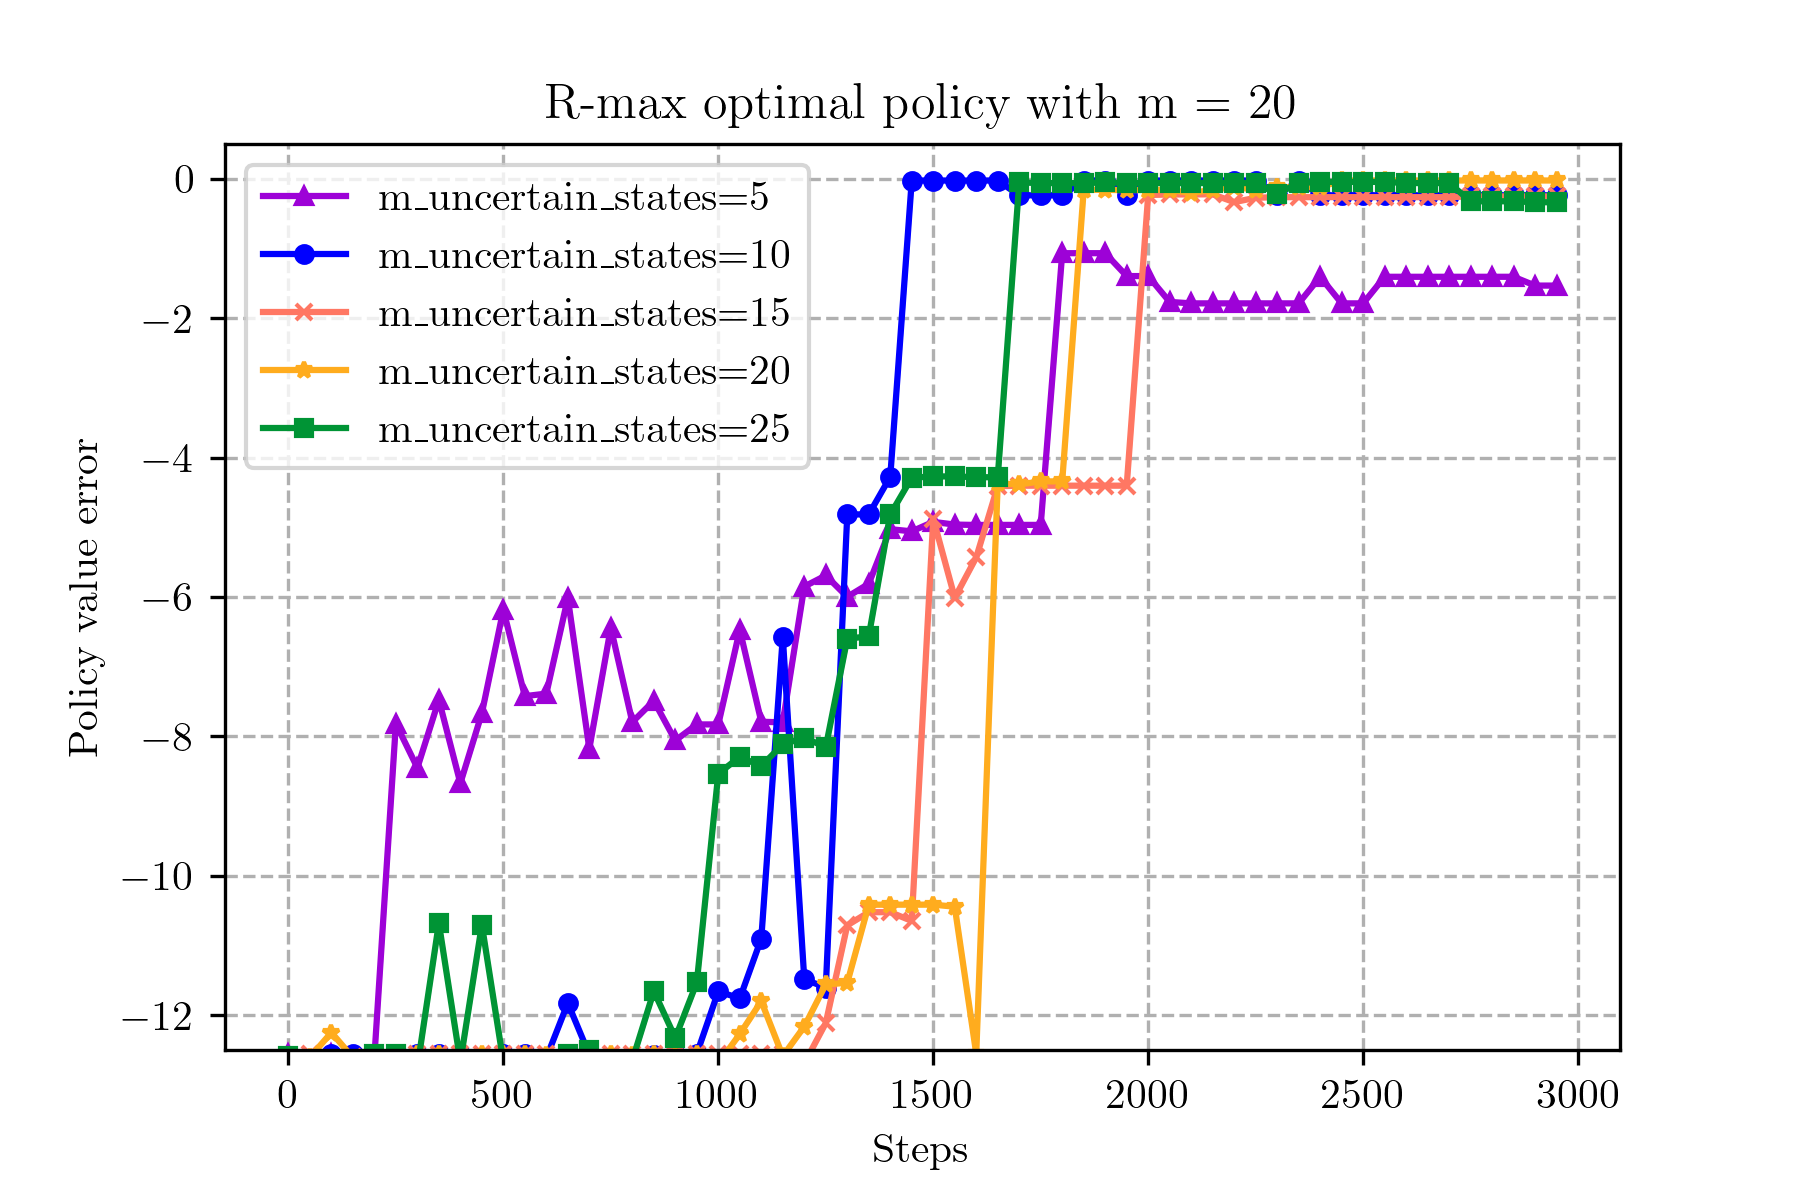 R-max optimal policy with m = 20
m_uncertain_states=5
m_uncertain_states=10
m_uncertain_states=15
m_uncertain_states=20
m_uncertain_states=25
Policy value error
0
−2
−4
−6
−8
−10
−12
0 500 1000 1500 2000 2500 3000
Steps